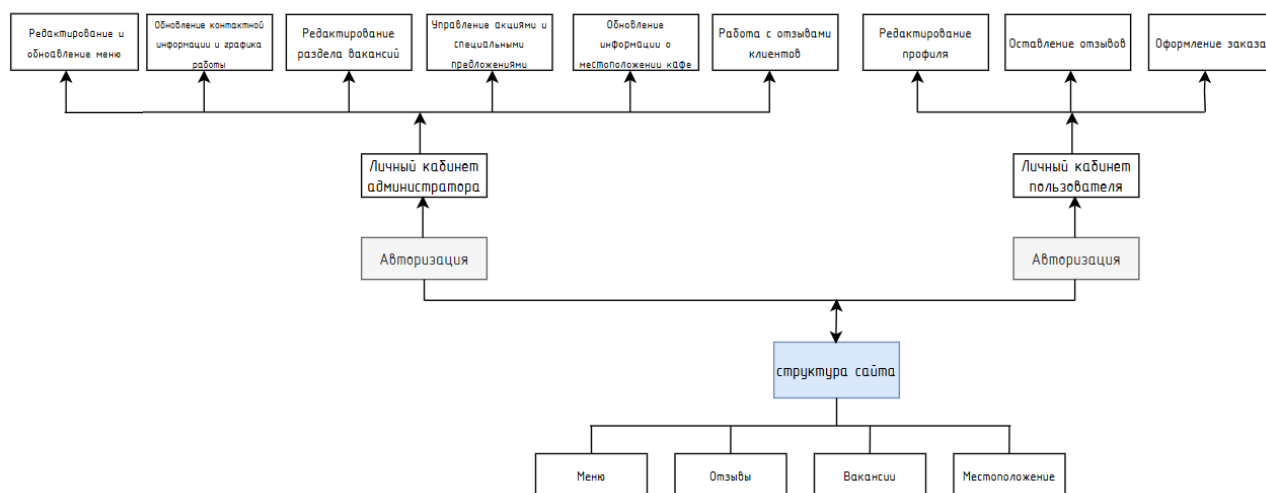 Редактирование и
обноавление меню
Обновление контактной
информации и графика
работы
Редактирование
раздела вакансий
Управление акциями и
специальными
предложениями
Обновление
информации о
местоположении кафе
Работа с отзывами
клиентов
Редактирование
профиля
Оставление отзывов
Оформление заказа
Личный кабинет
администратора
Личный кабинет
пользователя
Авторизация
Авторизация
структура сайта
Меню
Отзывы
Вакансии
Местоположение